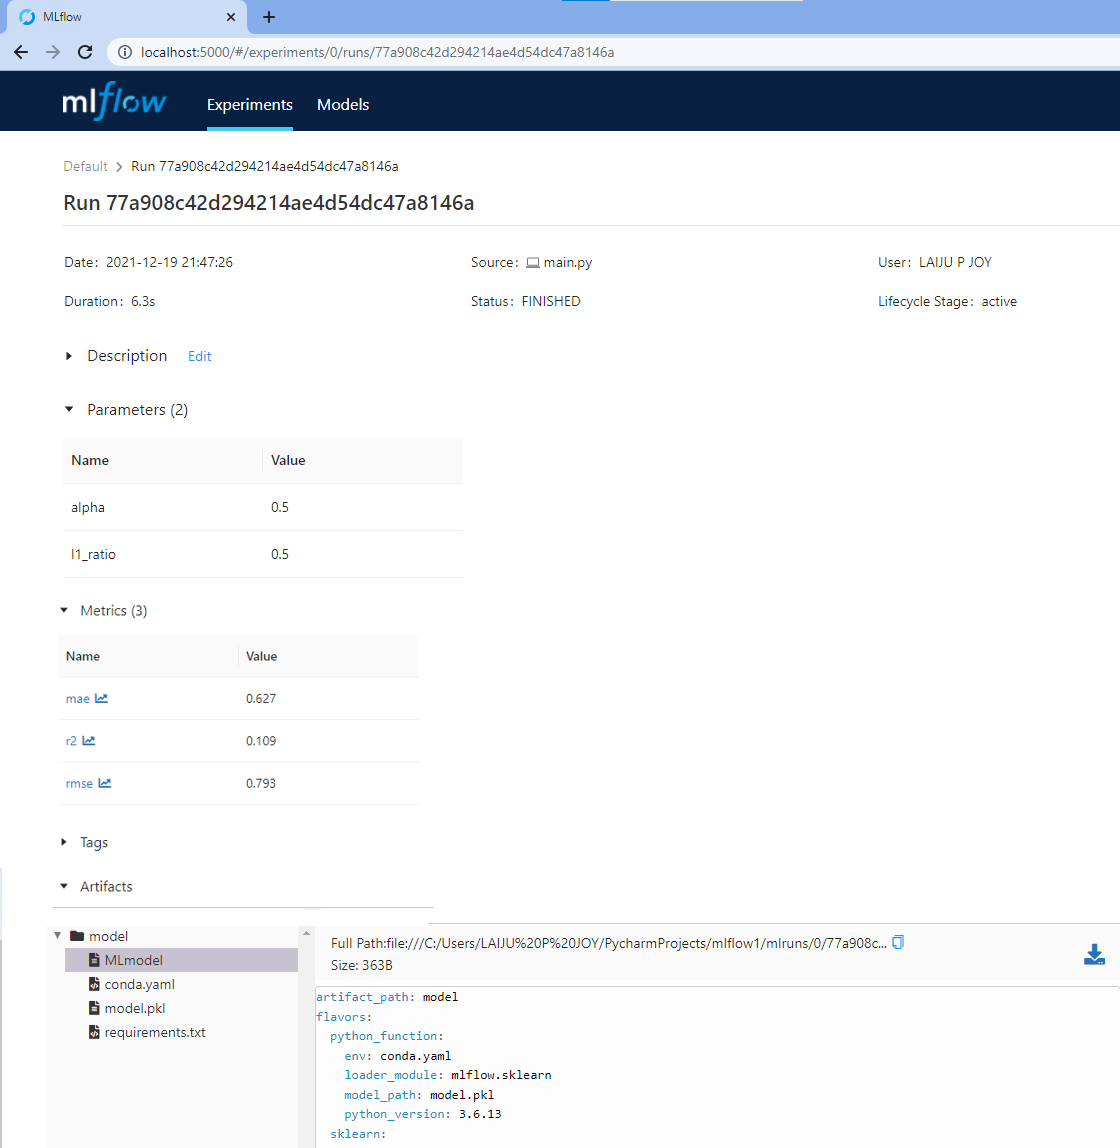 MLflow
localhost:5000/#/experiments/0/runs/77a908c42d294214ae4d54dc47a8146a
mlflow Experiments Models
Default > Run 77a908c42d294214ae4d54dc47a8146a
Run 77a908c42d294214ae4d54dc47a8146a
Date: 2021-12-19 21:47:26 Source: main.py User: LAIJU P JOY
Duration: 6.3s Status: FINISHED Lifecycle Stage: active
Description Edit
Parameters (2)
Name Value
alpha 0.5
l1_ratio 0.5
Metrics (3)
Name Value
mae 0.627
r2 0.109
rmse 0.793
Tags
Artifacts
model
MLmodel
conda.yaml
model.pkl
requirements.txt
Full Path:file:///C:/Users/LAIJU%20P%20JOY/PycharmProjects/mlflow1/mlruns/0/77a908c...
Size: 363B
artifact_path: model
flavors:
python_function:
env: conda.yaml
loader_module: mlflow.sklearn
model_path: model.pkl
python_version: 3.6.13
sklearn: